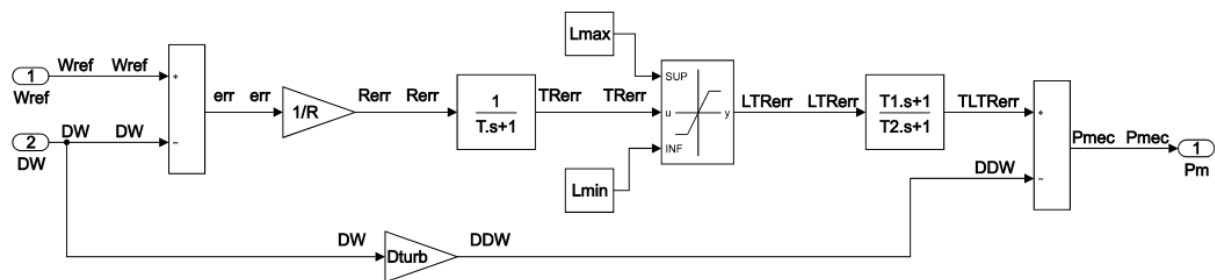 Lmax
1
Wref
Wref Wref
+
-
err err
1/R
Rerr Rerr
1
T.s+1
TRerr TRerr
SUP
u
INF
y
LTRerr LTRerr
T1.s+1
T2.s+1
TLTRerr
+
-
Pmec Pmec
1
Pm
2
DW
DW DW
Lmin
DDW
DW
Dturb
DDW